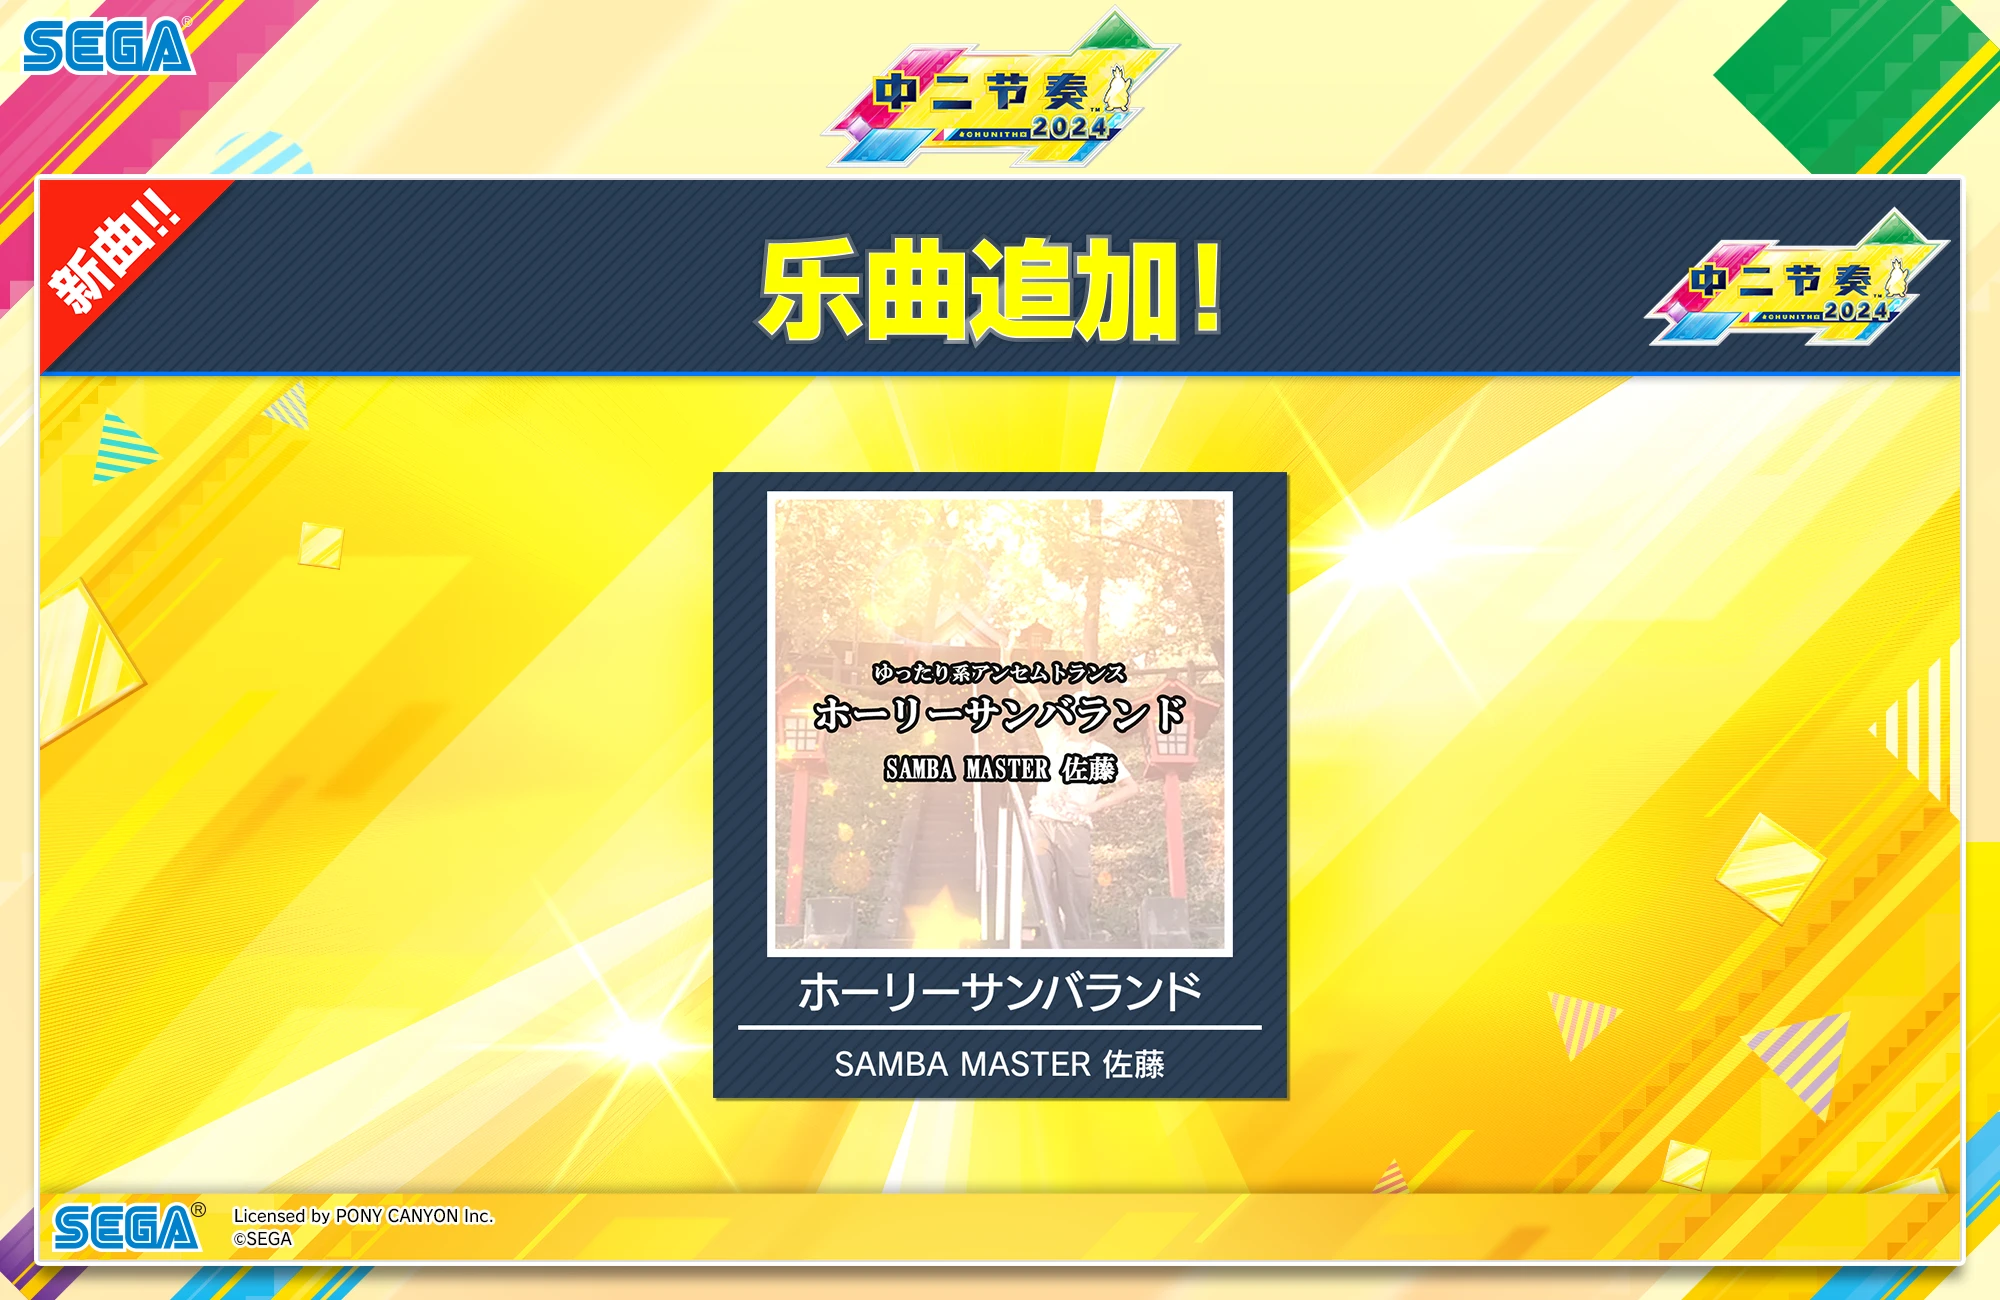 SEGA®
中二节奏™
CHUNITHM
2024
新曲!!
乐曲追加!
中二节奏™
CHUNITHM
2024
ゆったり系アンセムトランス
ホーリーサンバランド
SAMBA MASTER 佐藤
ホーリーサンバランド
SAMBA MASTER 佐藤
SEGA®
Licensed by PONY CANYON Inc.
©SEGA